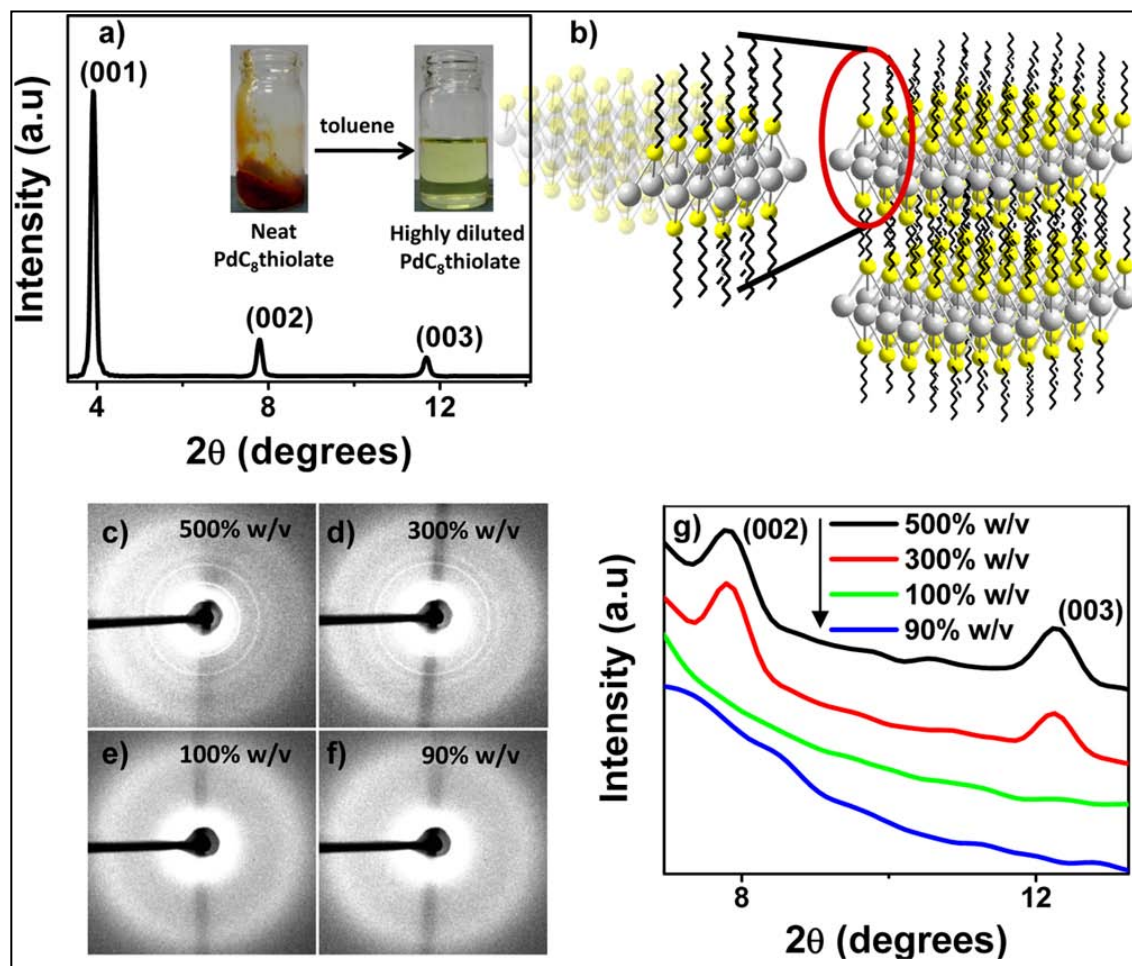 a)
(001)
toluene
Neat
PdC₈thiolate
Highly diluted
PdC₈thiolate
(002)
(003)
Intensity (a.u)
4
8
12
2θ (degrees)
b)
c)
500% w/v
d)
300% w/v
e)
100% w/v
f)
90% w/v
g)
(002)
500% w/v
300% w/v
100% w/v
90% w/v
(003)
Intensity (a.u)
8
12
2θ (degrees)